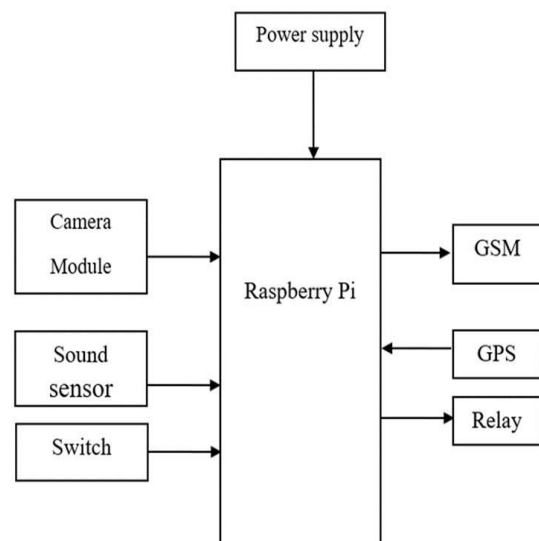 Power supply
Camera
Module
Raspberry Pi
GSM
Sound
sensor
GPS
Switch
Relay